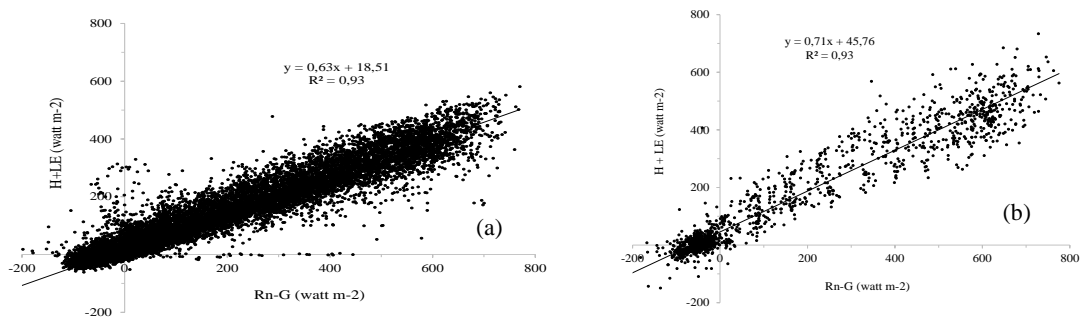 800
y = 0,63x + 18,51
R² = 0,93
600
400
200
-200
0
200
400
600
800
-200
H+LE (watt m-2)
Rn-G (watt m-2)
(a)
800
y = 0,71x + 45,76
R² = 0,93
600
400
200
-200
0
200
400
600
800
-200
H + LE (watt m-2)
Rn-G (watt m-2)
(b)